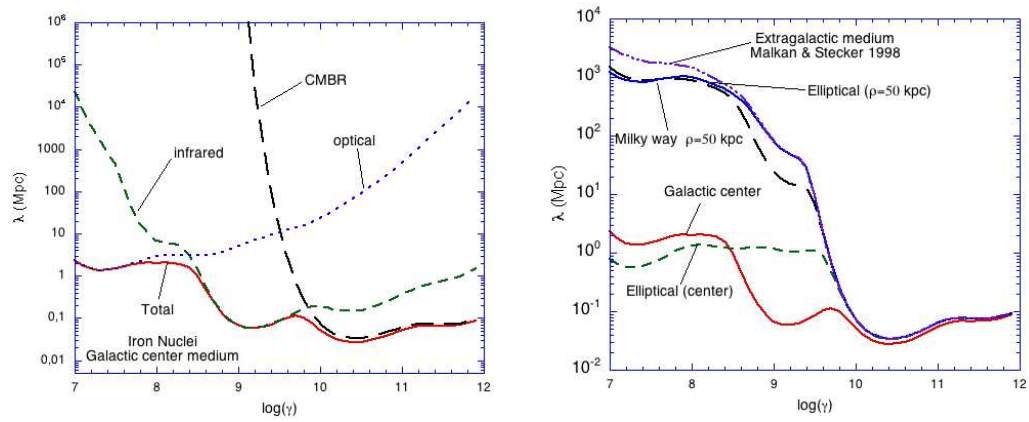 10⁶
10⁵
10⁴
1000
100
10
1
0,1
0,01
λ (Mpc)
CMBR
infrared
optical
Total
Iron Nuclei
Galactic center medium
7 8 9 10 11 12
log(γ)
10⁴
10³
10²
10¹
10⁰
10⁻¹
10⁻²
λ (Mpc)
Extragalactic medium
Malkan & Stecker 1998
Elliptical (ρ=50 kpc)
Milky way ρ=50 kpc
Galactic center
Elliptical (center)
7 8 9 10 11 12
log(γ)